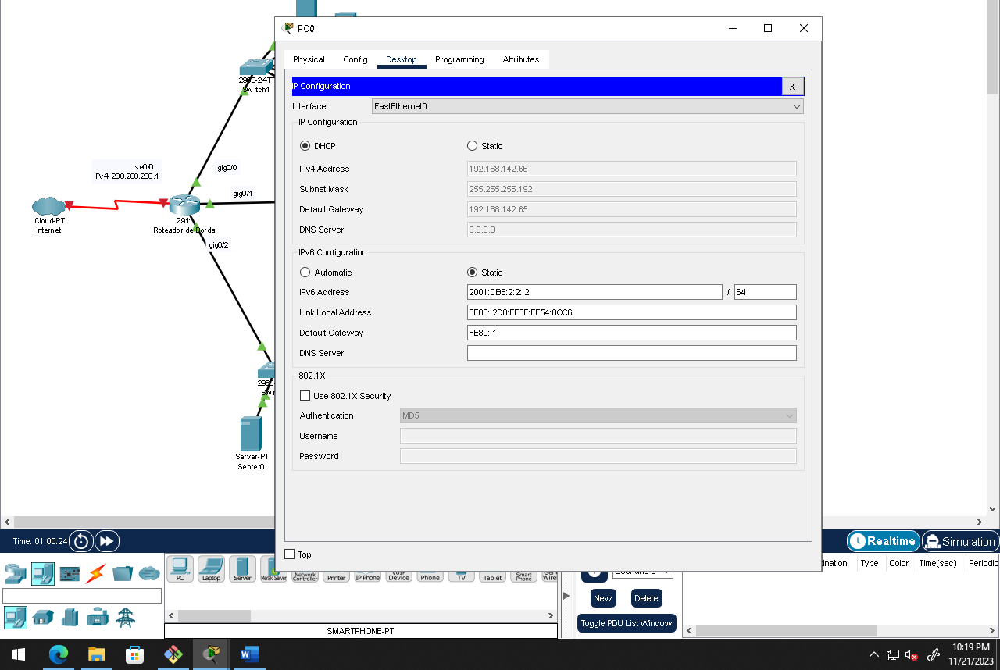 PC0
Physical Config Desktop Programming Attributes
IP Configuration X
Interface FastEthernet0
IP Configuration
DHCP Static
IPv4 Address 192.168.142.66
Subnet Mask 255.255.255.192
Default Gateway 192.168.142.65
DNS Server 0.0.0.0
IPv6 Configuration
Automatic Static
IPv6 Address 2001:DB8:2:2::2 / 64
Link Local Address FE80::2D0:FFFF:FE54:8CC6
Default Gateway FE80::1
DNS Server
802.1X
Use 802.1X Security
Authentication MD5
Username
Password
Top
2960-24TT
Switch1
se0/0
IPv4: 200.200.200.1
gig0/0
gig0/1
Cloud-PT
Internet
2911
Roteador de Borda
gig0/2
2960-
Swi
Server-PT
Server0
Time: 01:00:24
Realtime Simulation
PC Laptop Server MerakiServer Network Controller Printer IP Phone VOIP Device Phone TV Tablet Smart Phone
SMARTPHONE-PT
New Delete
Toggle PDU List Window
ination Type Color Time(sec) Periodic
10:19 PM
11/21/2023